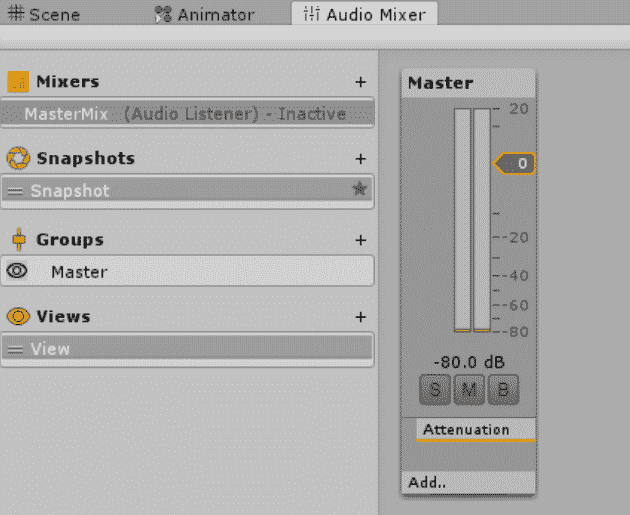 Scene Animator Audio Mixer
Mixers +
MasterMix (Audio Listener) - Inactive
Snapshots +
Snapshot
Groups +
Master
Views +
View
Master
20
0
-20
-40
-60
-80
-80.0 dB
S M B
Attenuation
Add..